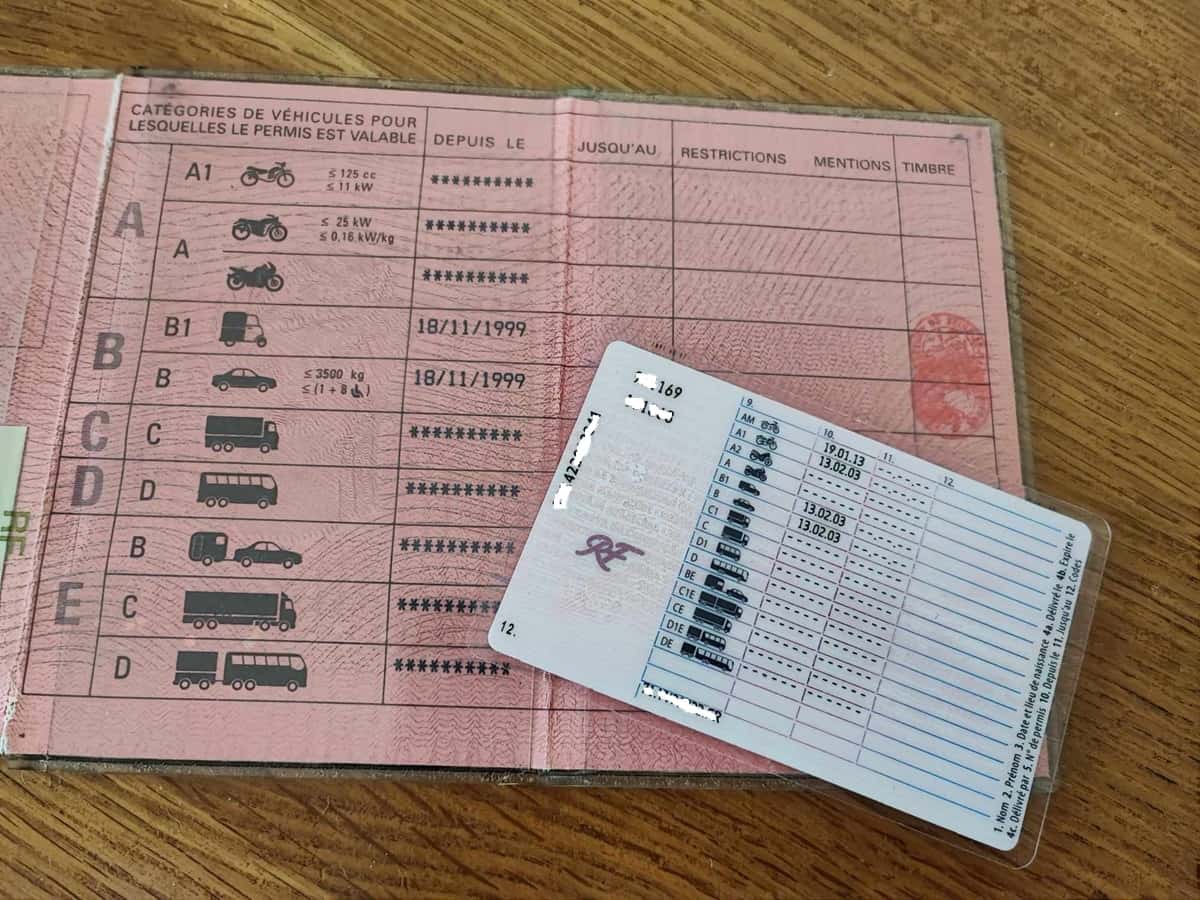 CATÉGORIES DE VÉHICULES POUR
LESQUELLES LE PERMIS EST VALABLE
DEPUIS LE
JUSQU'AU
RESTRICTIONS
MENTIONS
TIMBRE
A
A1
≤ 125 cc
≤ 11 kW
**********
A
≤ 25 kW
≤ 0,16 kW/kg
**********
**********
B
B1
18/11/1999
B
≤ 3500 kg
≤ (1 + 8 )
18/11/1999
C
C
**********
D
D
**********
E
B
**********
C
**********
D
**********
RF
169
RF
12.
9.
10.
11.
12.
AM
19.01.13
A1
13.02.03
A2
A
B1
13.02.03
B
13.02.03
C1
C
D1
D
BE
C1E
CE
D1E
DE
1. Nom 2. Prénom 3. Date et lieu de naissance 4a. Délivré le 4b. Expire le
4c. Délivré par 5. N° de permis 10. Depuis le 11. Jusqu'au 12. Codes